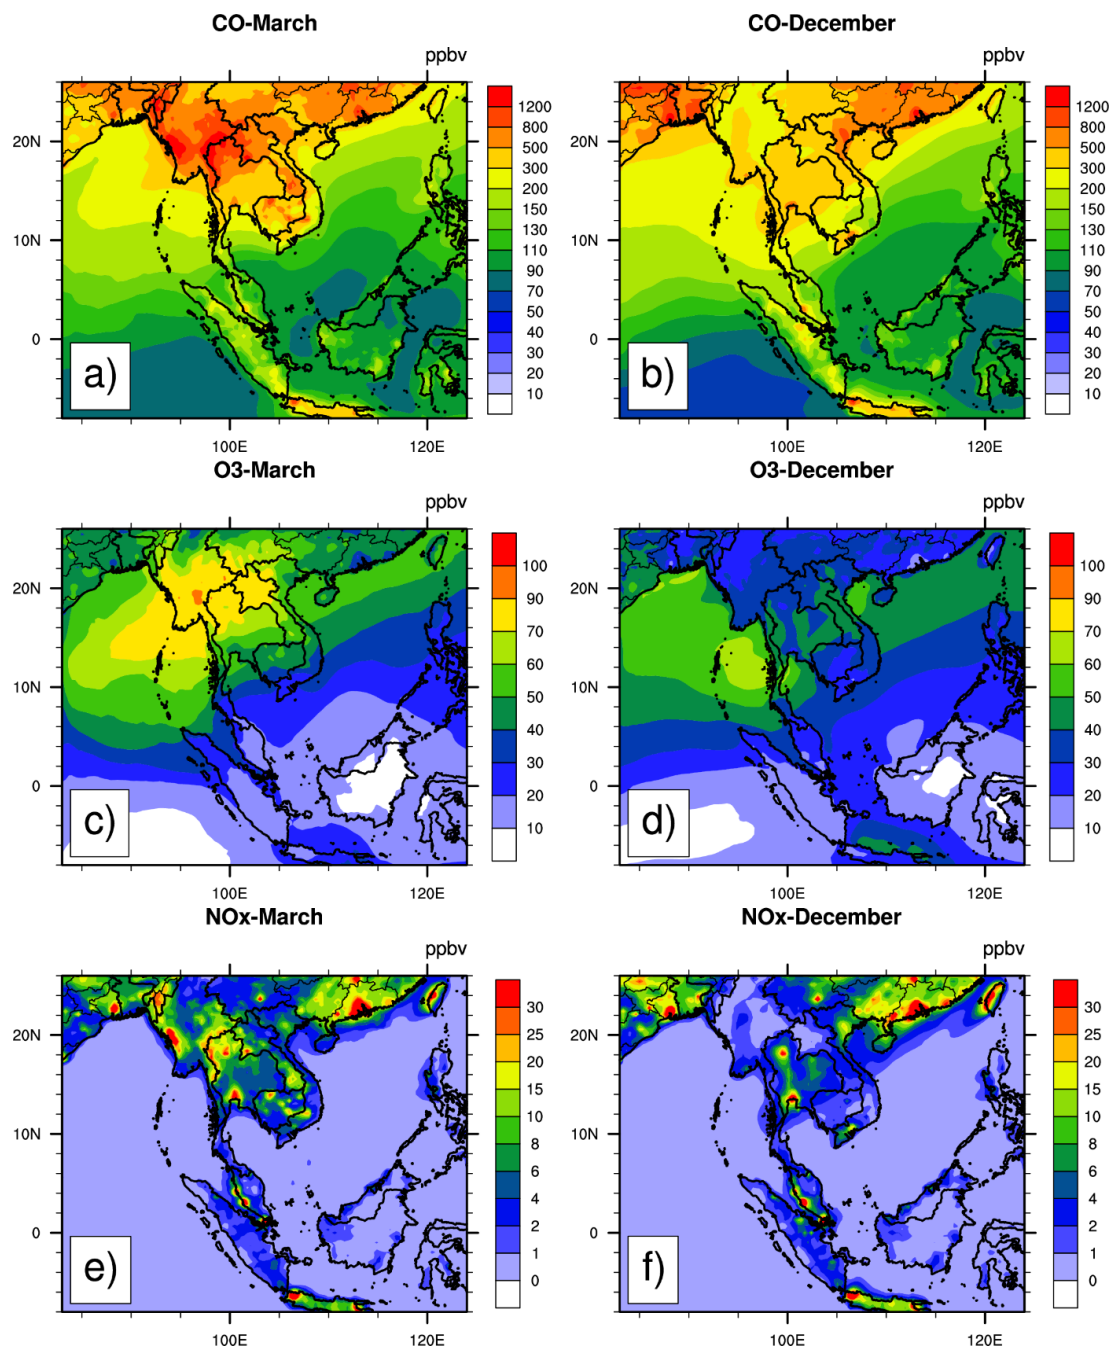 CO-March
CO-December
ppbv
ppbv
20N
10N
0
a)
100E
120E
1200
800
500
300
200
150
130
110
90
70
50
40
30
20
10
20N
10N
0
b)
100E
120E
1200
800
500
300
200
150
130
110
90
70
50
40
30
20
10
O3-March
O3-December
ppbv
ppbv
20N
10N
0
c)
100E
120E
100
90
70
60
50
40
30
20
10
20N
10N
0
d)
100E
120E
100
90
70
60
50
40
30
20
10
NOx-March
NOx-December
ppbv
ppbv
20N
10N
0
e)
100E
120E
30
25
20
15
10
8
6
4
2
1
0
20N
10N
0
f)
100E
120E
30
25
20
15
10
8
6
4
2
1
0